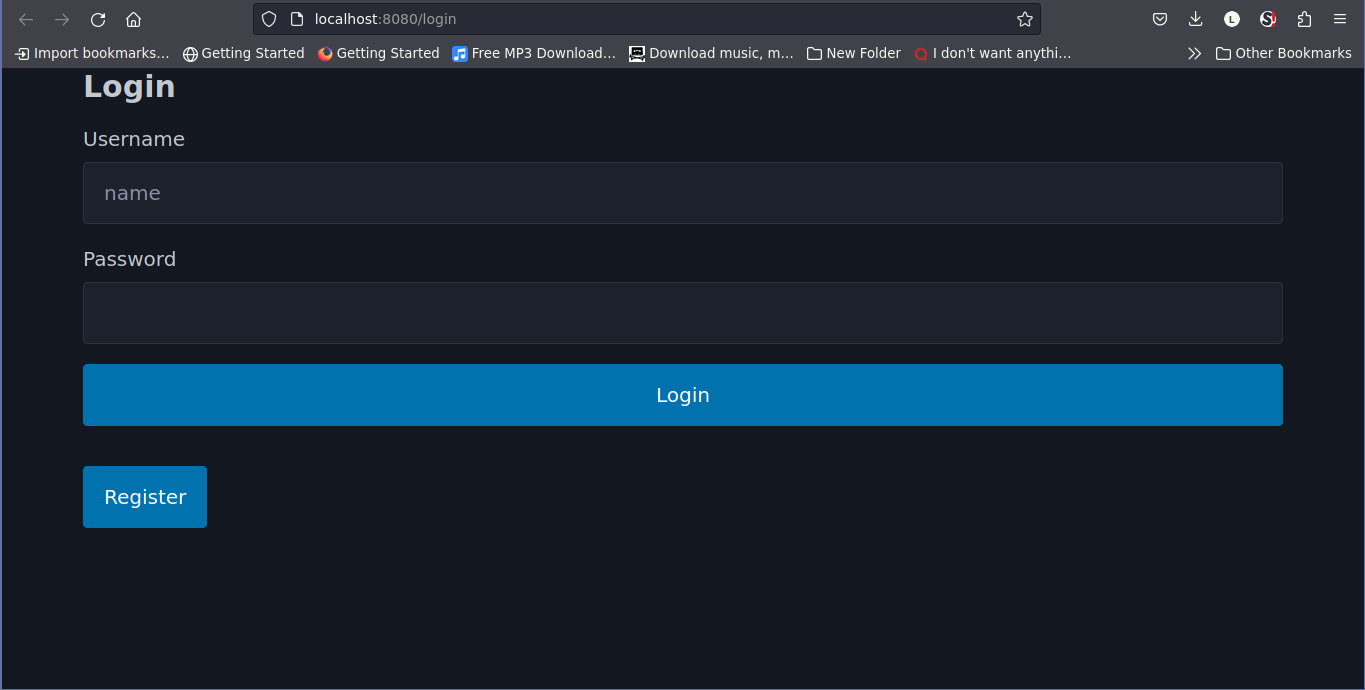 localhost:8080/login
Import bookmarks... Getting Started Getting Started Free MP3 Download... Download music, m... New Folder I don't want anythi... Other Bookmarks
Login
Username
name
Password
Login
Register